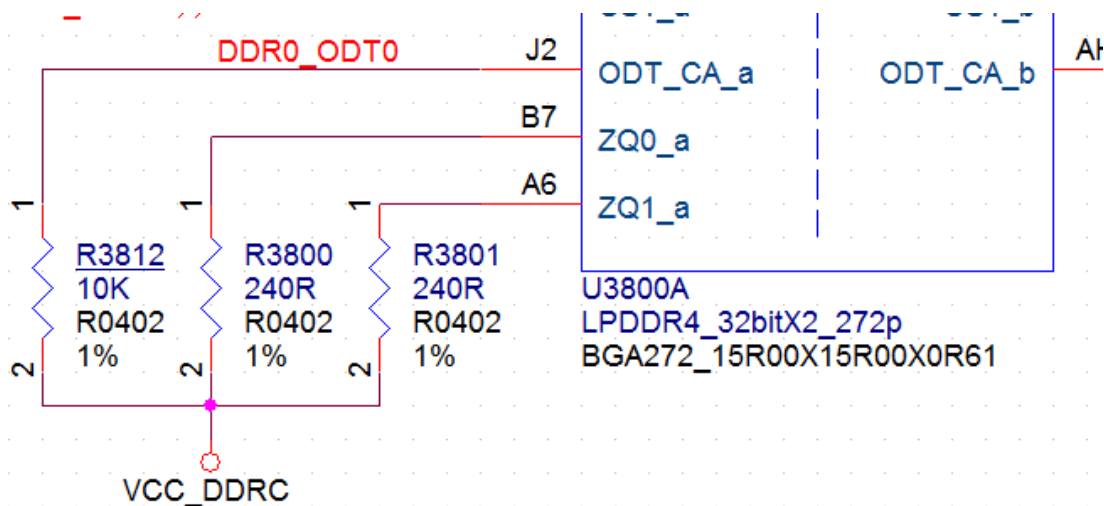 DDR0_ODT0
J2
ODT_CA_a
ODT_CA_b
B7
ZQ0_a
A6
ZQ1_a
1
R3812
10K
R0402
1%
2
1
R3800
240R
R0402
1%
2
1
R3801
240R
R0402
1%
2
U3800A
LPDDR4_32bitX2_272p
BGA272_15R00X15R00X0R61
VCC_DDRC